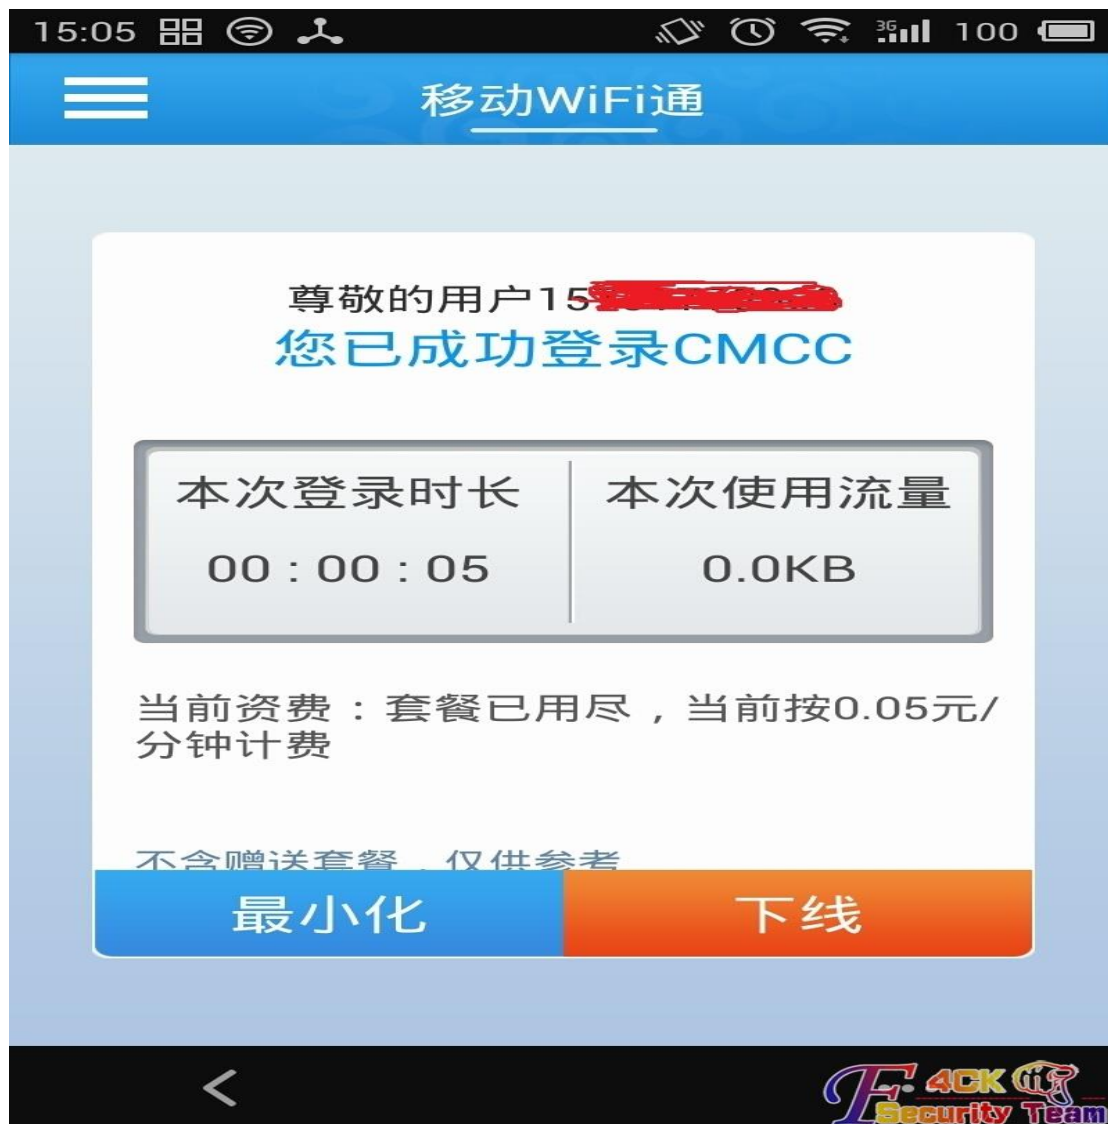 15:05
3G
100
移动WiFi通
尊敬的用户15
您已成功登录CMCC
本次登录时长
本次使用流量
00 : 00 : 05
0.0KB
当前资费：套餐已用尽，当前按0.05元/
分钟计费
不含赠送套餐，仅供参考
最小化
下线
F4CK
Security Team